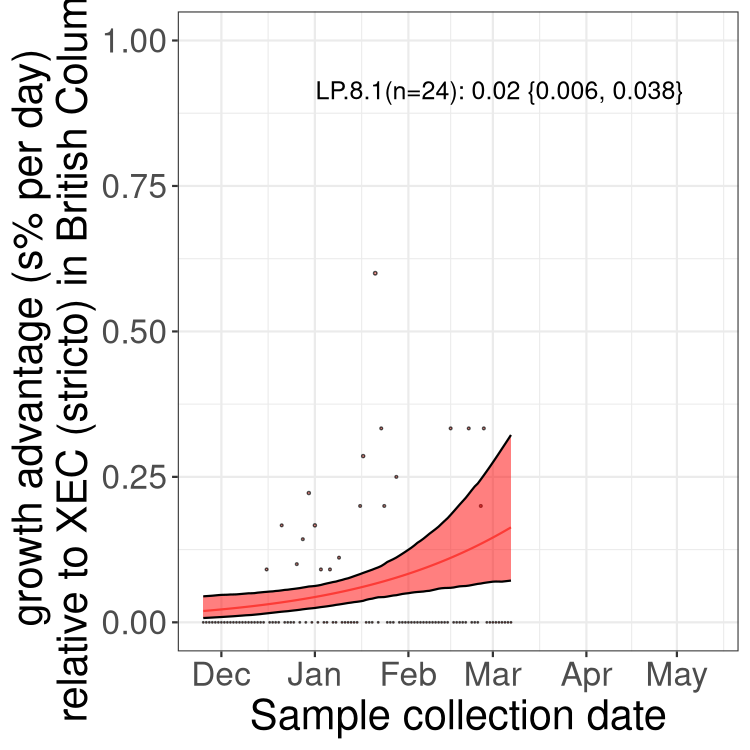 growth advantage (s% per day)
relative to XEC (stricto) in British Colum
1.00
0.75
0.50
0.25
0.00
LP.8.1(n=24): 0.02 {0.006, 0.038}
Dec Jan Feb Mar Apr May
Sample collection date